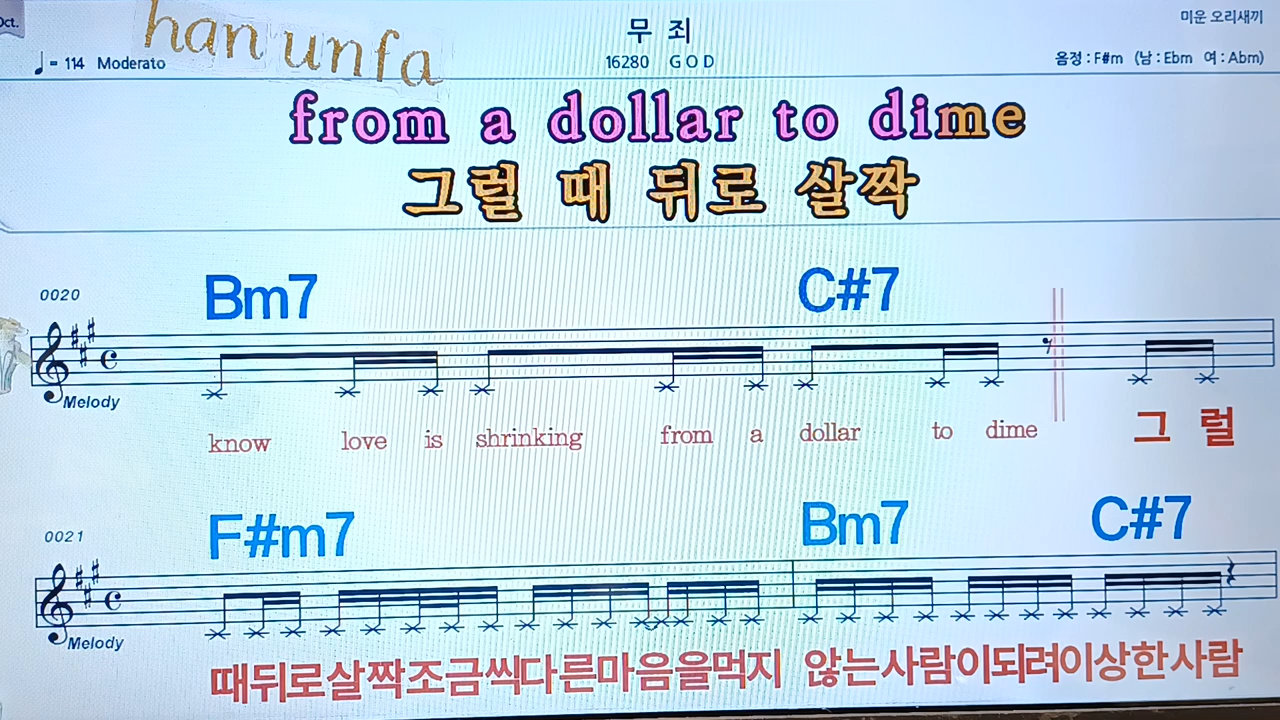 Oct.
han unfa
미운 오리새끼
무 죄
♩= 114 Moderato
16280 GOD
음정 : F#m (남 : Ebm 여 : Abm)
from a dollar to dime
그럴 때 뒤로 살짝
0020
Bm7 C#7
Melody
know love is shrinking from a dollar to dime 그 럴
0021
F#m7 Bm7 C#7
Melody
때뒤로살짝조금씩다른마음을먹지 않는사람이되려이상한사람